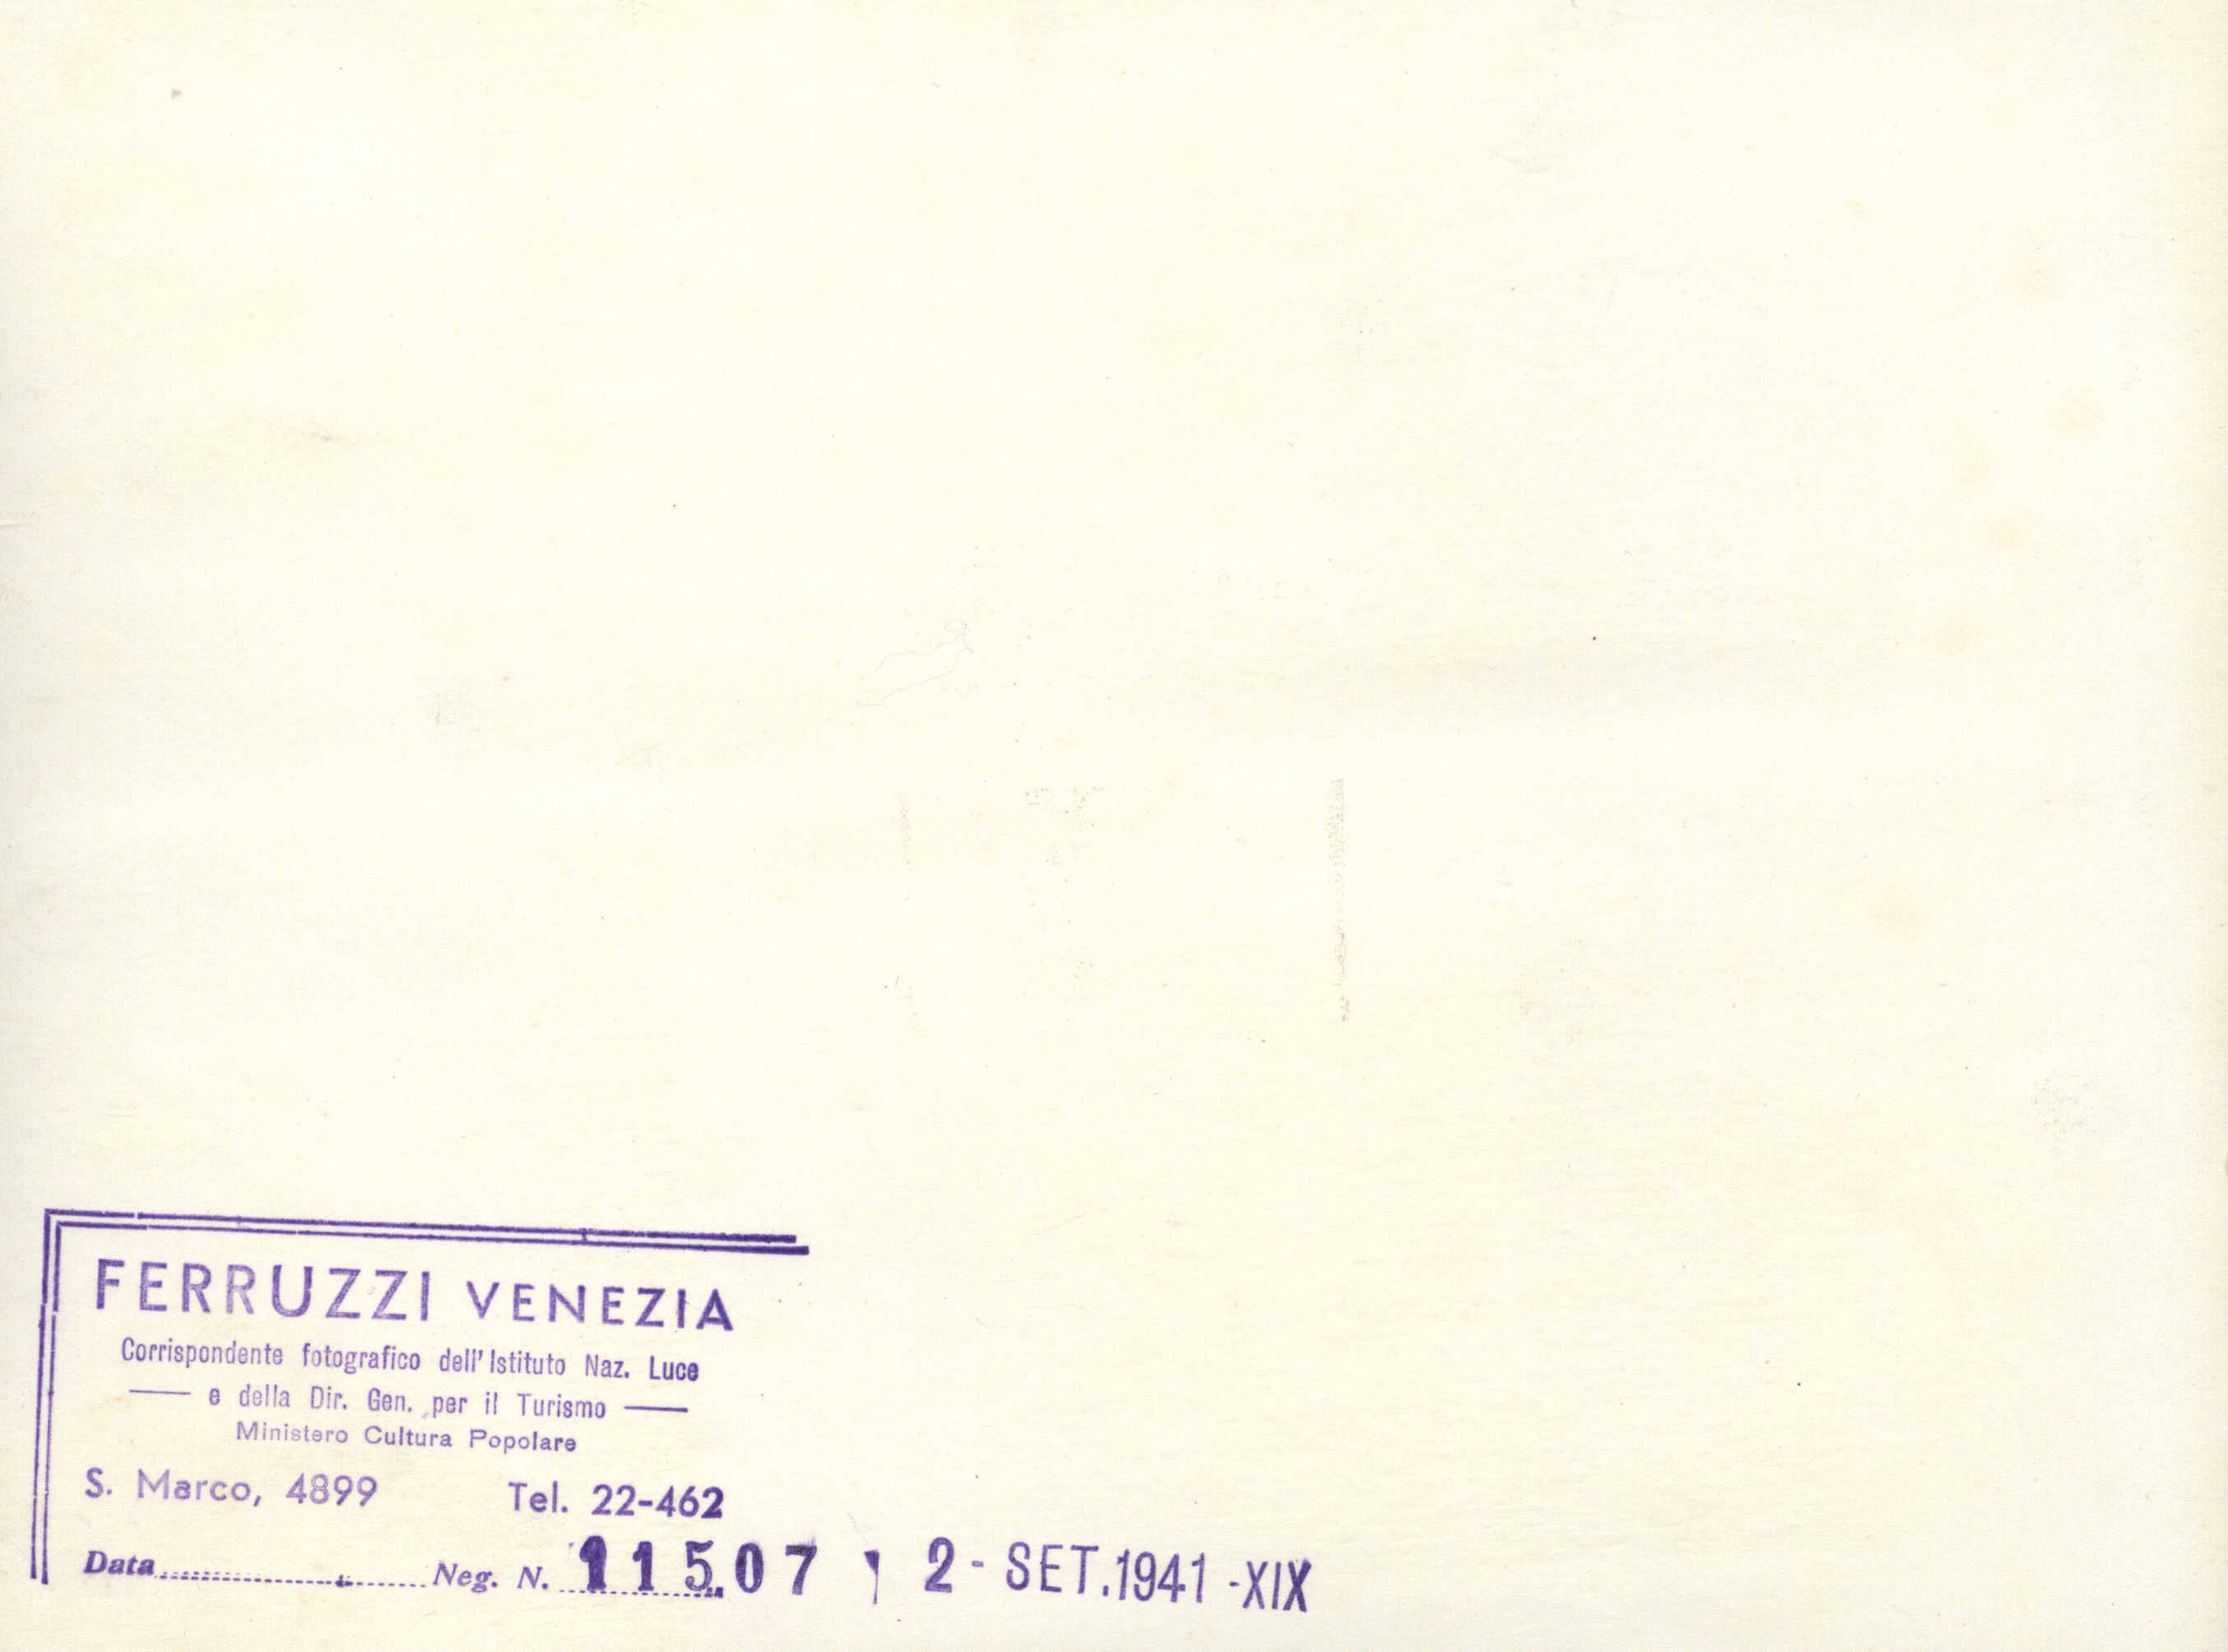 FERRUZZI VENEZIA
Corrispondente fotografico dell'Istituto Naz. Luce
e della Dir. Gen. per il Turismo
Ministero Cultura Popolare
S. Marco, 4899 Tel. 22-462
Data.................... Neg. N. 11507 2 - SET. 1941 -XIX